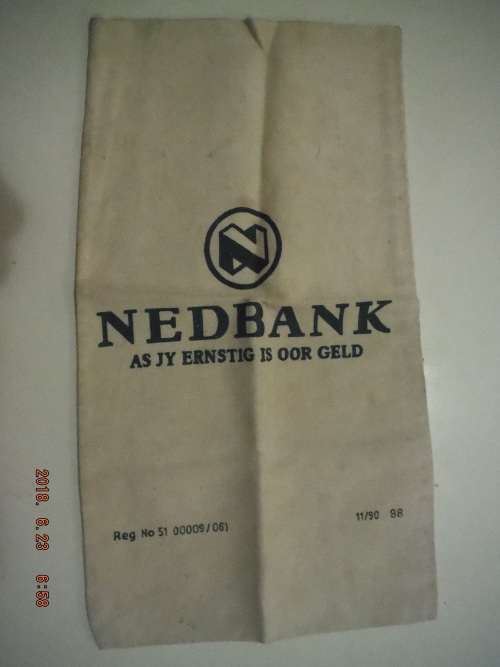 N
NEDBANK
AS JY ERNSTIG IS OOR GELD
Reg No 51 00009/06)
11/90 BB
2018. 6. 23 6:58